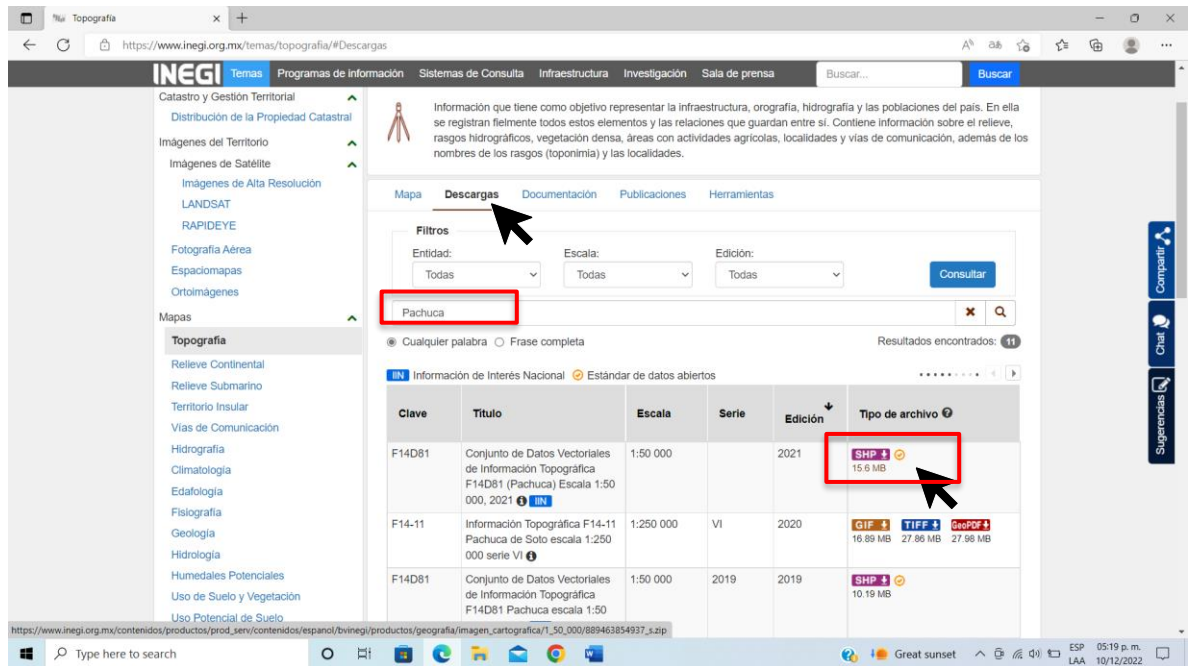 Topografía
https://www.inegi.org.mx/temas/topografia/#Descargas
INEGI Temas Programas de información Sistemas de Consulta Infraestructura Investigación Sala de prensa Buscar... Buscar
Catastro y Gestión Territorial
Distribución de la Propiedad Catastral
Imágenes del Territorio
Imágenes de Satélite
Imágenes de Alta Resolución
LANDSAT
RAPIDEYE
Fotografía Aérea
Espaciomapas
Ortoimágenes
Mapas
Topografía
Relieve Continental
Relieve Submarino
Territorio Insular
Vías de Comunicación
Hidrografía
Climatología
Edafología
Fisiografía
Geología
Hidrología
Humedales Potenciales
Uso de Suelo y Vegetación
Uso Potencial de Suelo
Información que tiene como objetivo representar la infraestructura, orografía, hidrografía y las poblaciones del país. En ella
se registran fielmente todos estos elementos y las relaciones que guardan entre sí. Contiene información sobre el relieve,
rasgos hidrográficos, vegetación densa, áreas con actividades agrícolas, localidades y vías de comunicación, además de los
nombres de los rasgos (toponimia) y las localidades.
Mapa Descargas Documentación Publicaciones Herramientas
Filtros
Entidad: Escala: Edición:
Todas Todas Todas Consultar
Pachuca
Cualquier palabra Frase completa Resultados encontrados: 11
IIN Información de Interés Nacional Estándar de datos abiertos
Clave Título Escala Serie Edición Tipo de archivo
F14D81 Conjunto de Datos Vectoriales 1:50 000 2021 SHP
de Información Topográfica 15.6 MB
F14D81 (Pachuca) Escala 1:50
000, 2021 IIN
F14-11 Información Topográfica F14-11 1:250 000 VI 2020 GIF TIFF GeoPDF
Pachuca de Soto escala 1:250 16.89 MB 27.86 MB 27.98 MB
000 serie VI
F14D81 Conjunto de Datos Vectoriales 1:50 000 2019 2019 SHP
de Información Topográfica 10.19 MB
F14D81 Pachuca escala 1:50
Compartir
Chat
Sugerencias
https://www.inegi.org.mx/contenidos/productos/prod_serv/contenidos/espanol/bvinegi/productos/geografia/imagen_cartografica/1_50_000/889463854937_s.zip
Type here to search Great sunset ESP 05:19 p. m.
LAA 10/12/2022